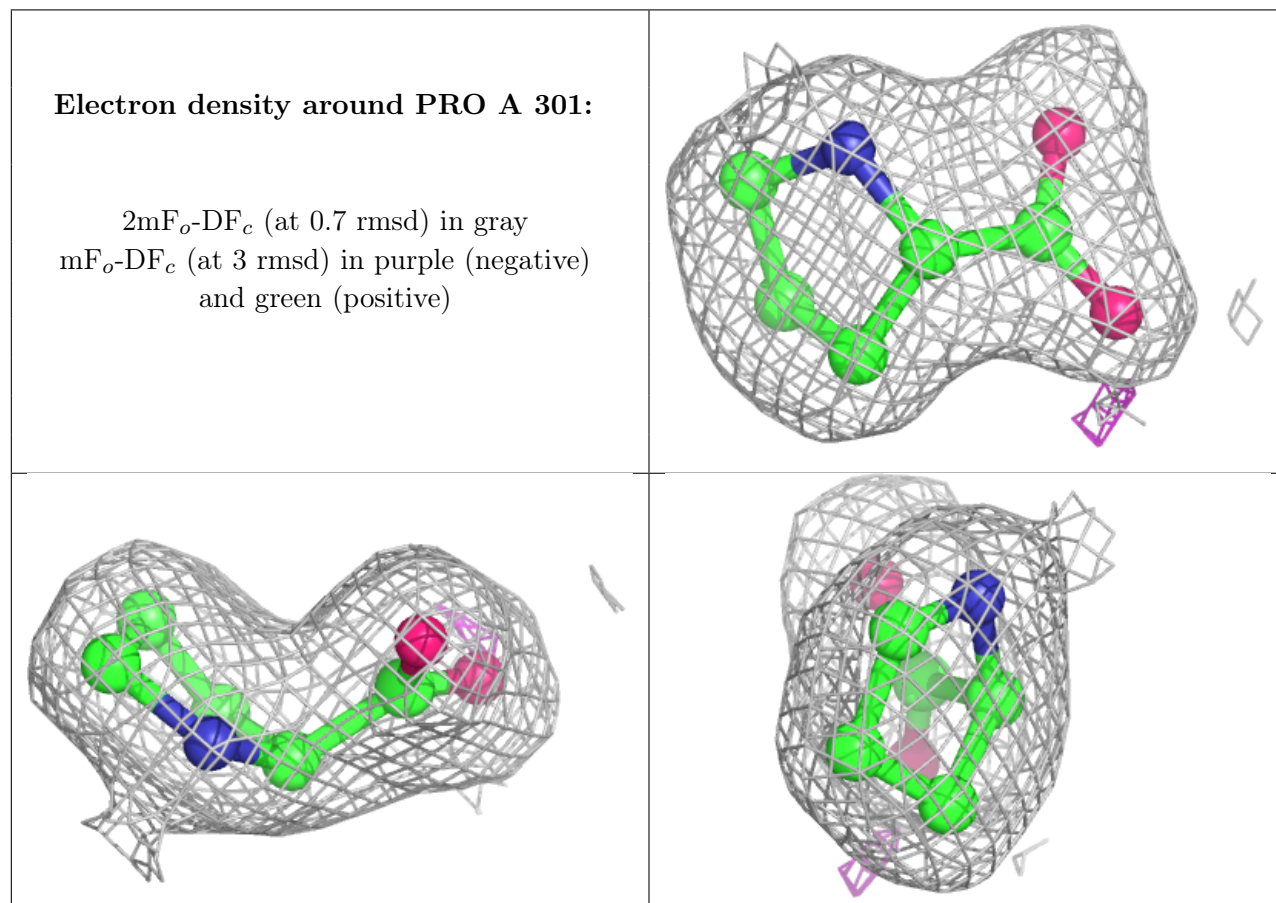 Electron density around PRO A 301:
2mFo-DFc (at 0.7 rmsd) in gray
mFo-DFc (at 3 rmsd) in purple (negative)
and green (positive)